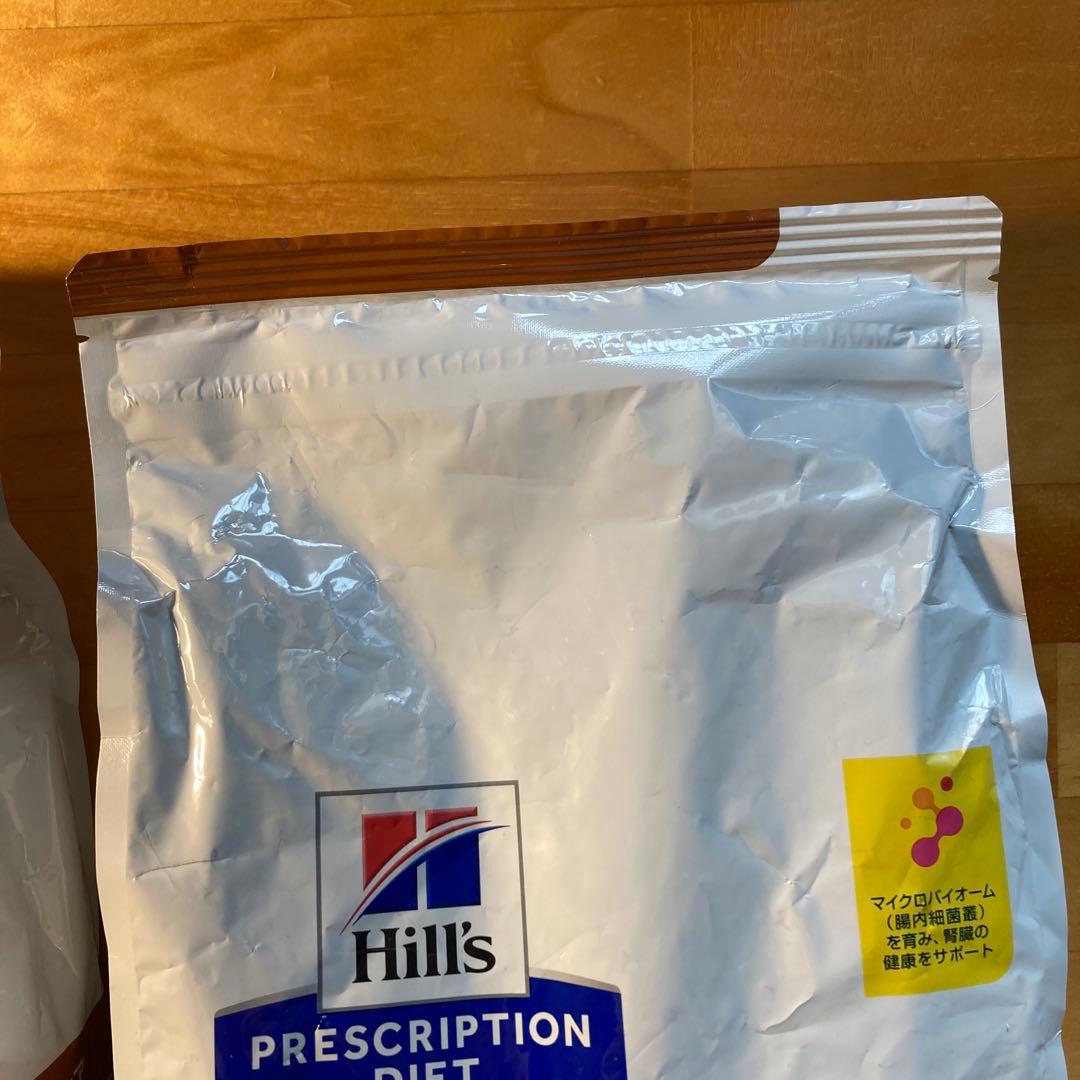 Hill's
PRESCRIPTION
DIET
マイクロバイオーム
(腸内細菌叢)
を育み、腎臓の
健康をサポート